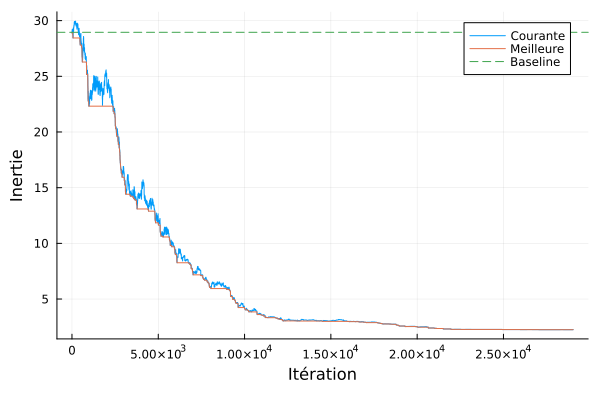 30
25
20
15
10
5
Inertie
Courante
Meilleure
Baseline
0
5.00×10³
1.00×10⁴
1.50×10⁴
2.00×10⁴
2.50×10⁴
Itération